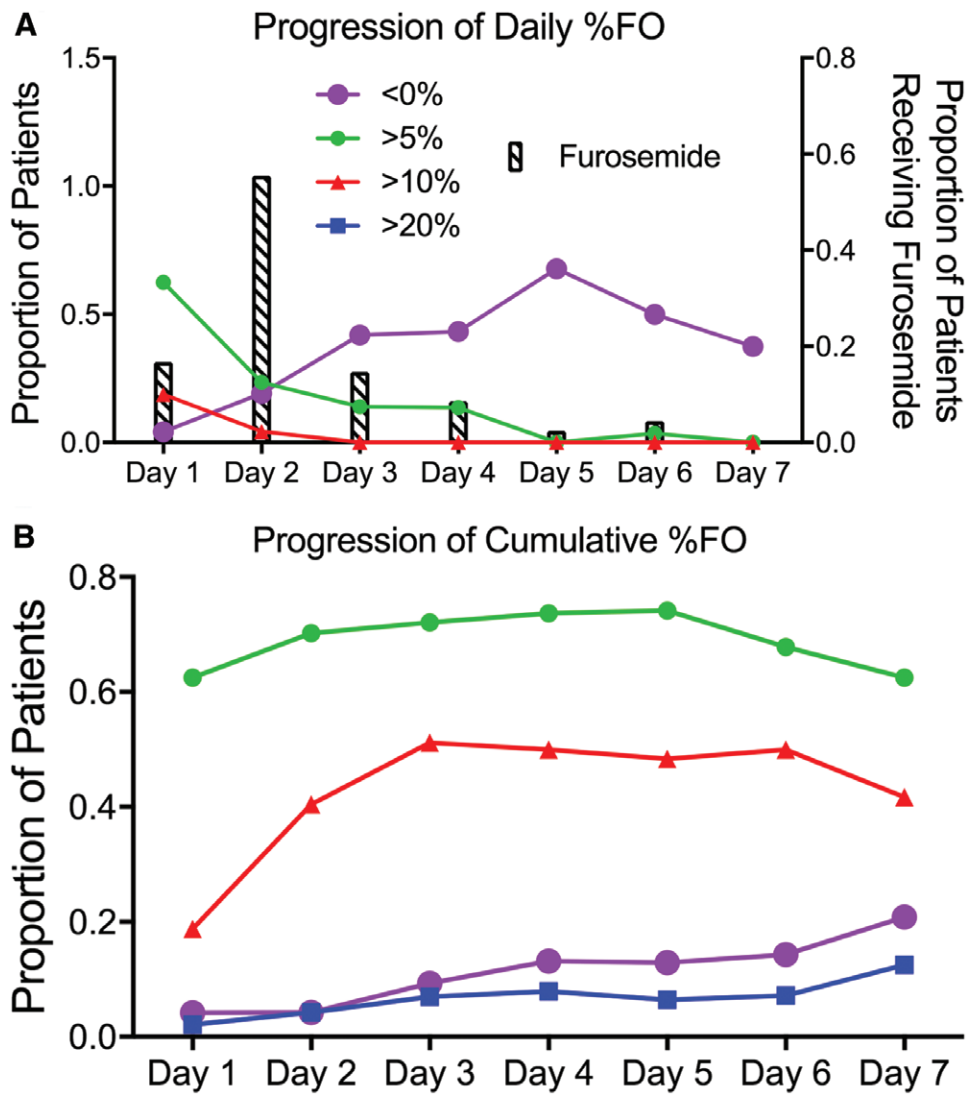 A
Progression of Daily %FO
1.5
1.0
0.5
0.0
Proportion of Patients
<0%
>5%
>10%
>20%
Furosemide
0.8
0.6
0.4
0.2
0.0
Proportion of Patients
Receiving Furosemide
Day 1 Day 2 Day 3 Day 4 Day 5 Day 6 Day 7
B
Progression of Cumulative %FO
0.8
0.6
0.4
0.2
0.0
Proportion of Patients
Day 1 Day 2 Day 3 Day 4 Day 5 Day 6 Day 7